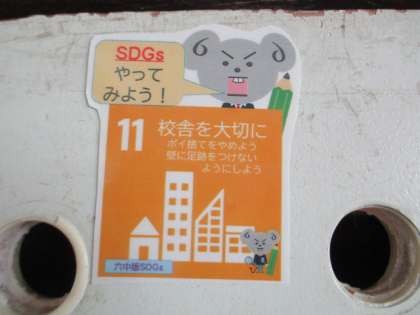 SDGs
やって
みよう！
11 校舎を大切に
ポイ捨てをやめよう
壁に足跡をつけない
ようにしよう
六中版SDGs